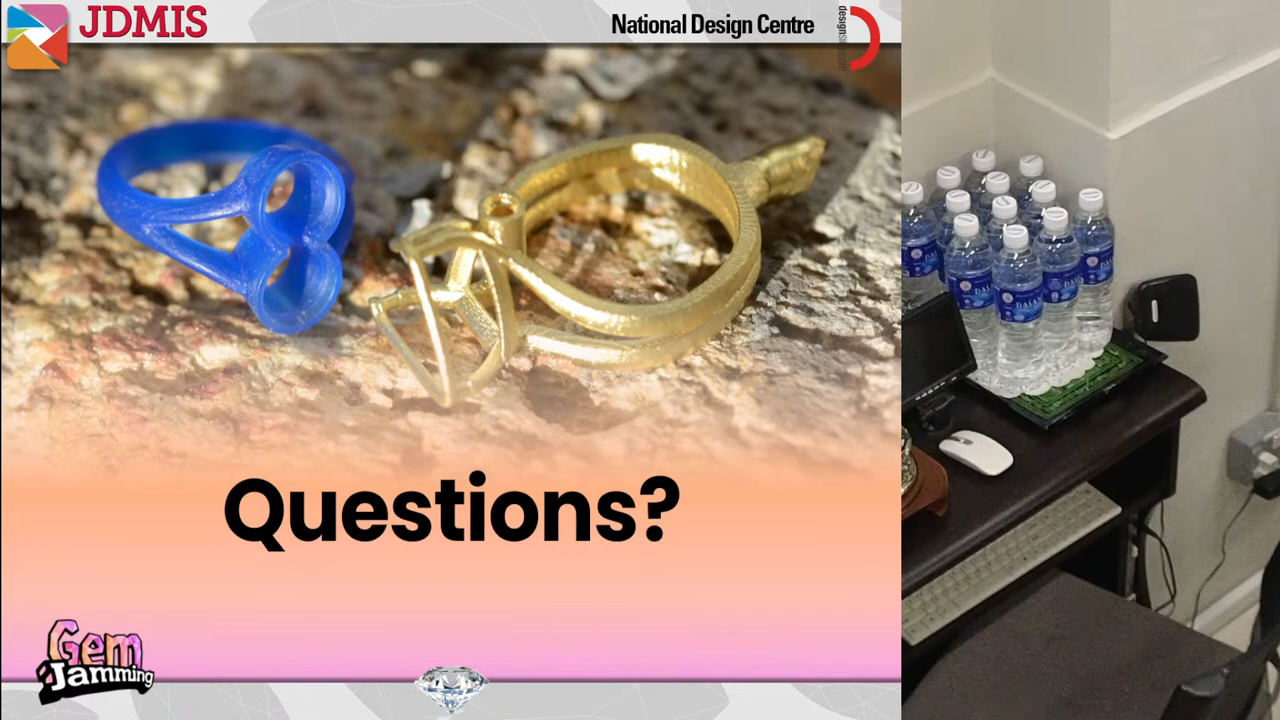 JDMIS
National Design Centre
Questions?
Gem
Jamming